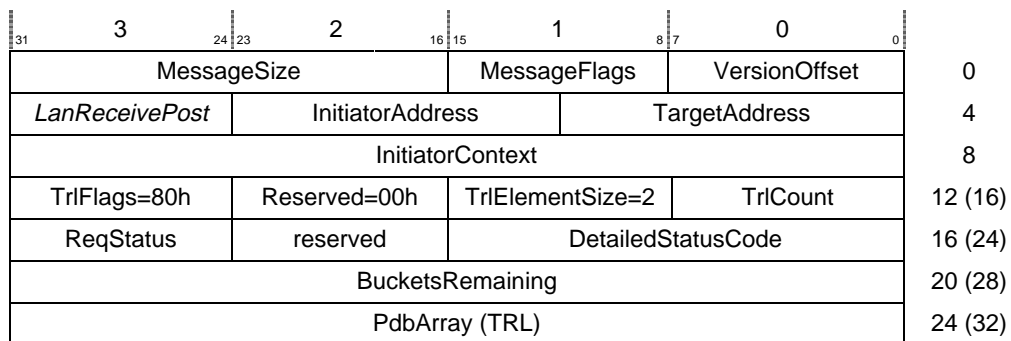 3 2 1 0
31 24 23 16 15 8 7 0
MessageSize MessageFlags VersionOffset 0
LanReceivePost InitiatorAddress TargetAddress 4
InitiatorContext 8
TrlFlags=80h Reserved=00h TrlElementSize=2 TrlCount 12 (16)
ReqStatus reserved DetailedStatusCode 16 (24)
BucketsRemaining 20 (28)
PdbArray (TRL) 24 (32)